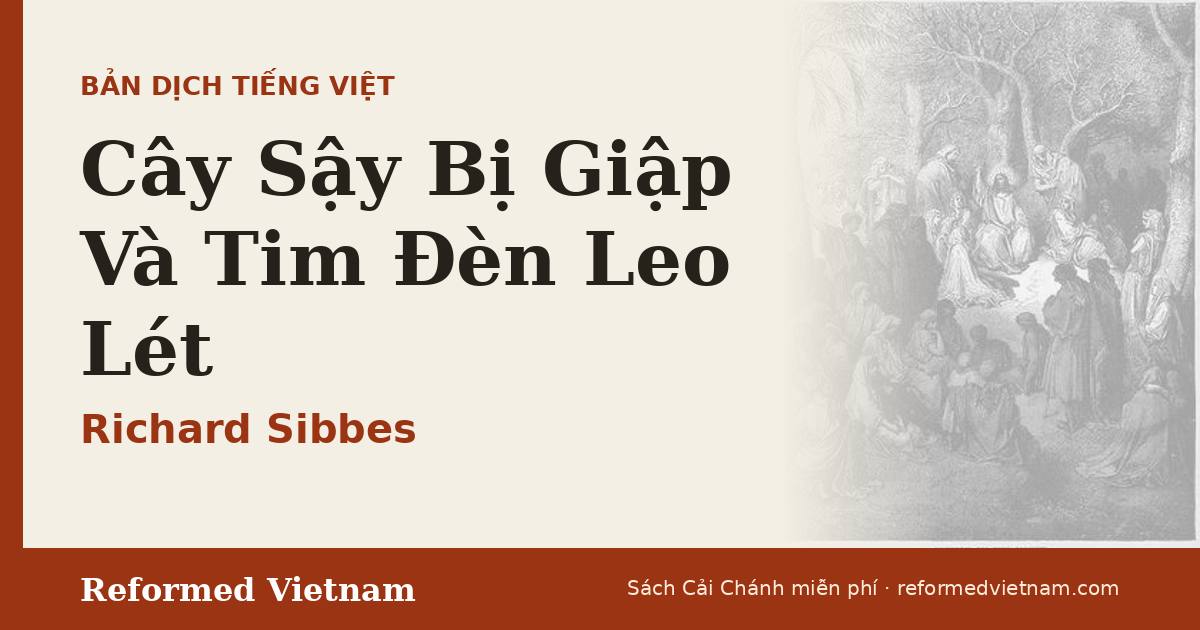 BẢN DỊCH TIẾNG VIỆT
Cây Sậy Bị Giập
Và Tim Đèn Leo
Lét
Richard Sibbes
Reformed Vietnam
Sách Cải Chánh miễn phí · reformedvietnam.com